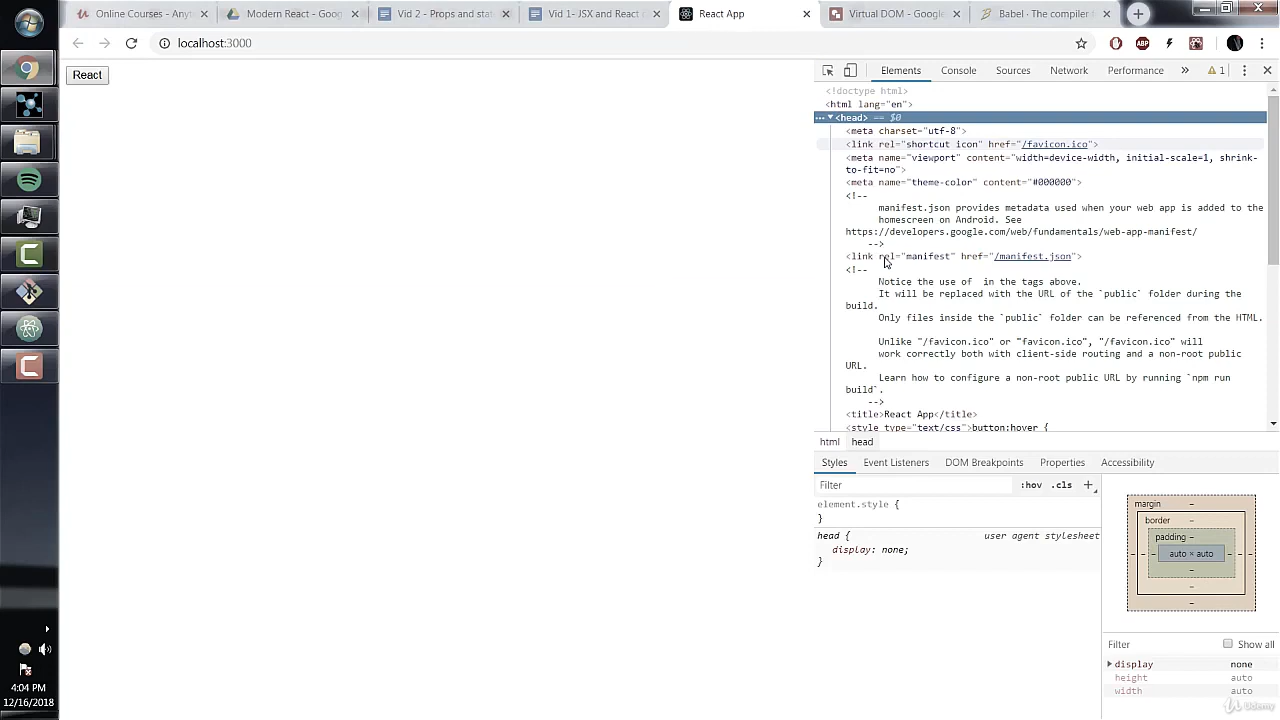 Online Courses - Anyt
Modern React - Goog
Vid 2 - Props and stat
Vid 1- JSX and React
React App
Virtual DOM - Google
Babel · The compiler f
localhost:3000
ABP
React
Elements
Console
Sources
Network
Performance
1
<!doctype html>
<html lang="en">
<head> == $0
<meta charset="utf-8">
<link rel="shortcut icon" href="/favicon.ico">
<meta name="viewport" content="width=device-width, initial-scale=1, shrink-
to-fit=no">
<meta name="theme-color" content="#000000">
<!--
manifest.json provides metadata used when your web app is added to the
homescreen on Android. See
https://developers.google.com/web/fundamentals/web-app-manifest/
-->
<link rel="manifest" href="/manifest.json">
<!--
Notice the use of  in the tags above.
It will be replaced with the URL of the `public` folder during the
build.
Only files inside the `public` folder can be referenced from the HTML.
Unlike "/favicon.ico" or "favicon.ico", "/favicon.ico" will
work correctly both with client-side routing and a non-root public
URL.
Learn how to configure a non-root public URL by running `npm run
build`.
-->
<title>React App</title>
<style type="text/css">button:hover {
html
head
Styles
Event Listeners
DOM Breakpoints
Properties
Accessibility
Filter
:hov
.cls
+
element.style {
}
head {
user agent stylesheet
display: none;
}
margin
border
padding
auto × auto
Filter
Show all
display
none
height
auto
width
auto
4:04 PM
12/16/2018
Udemy